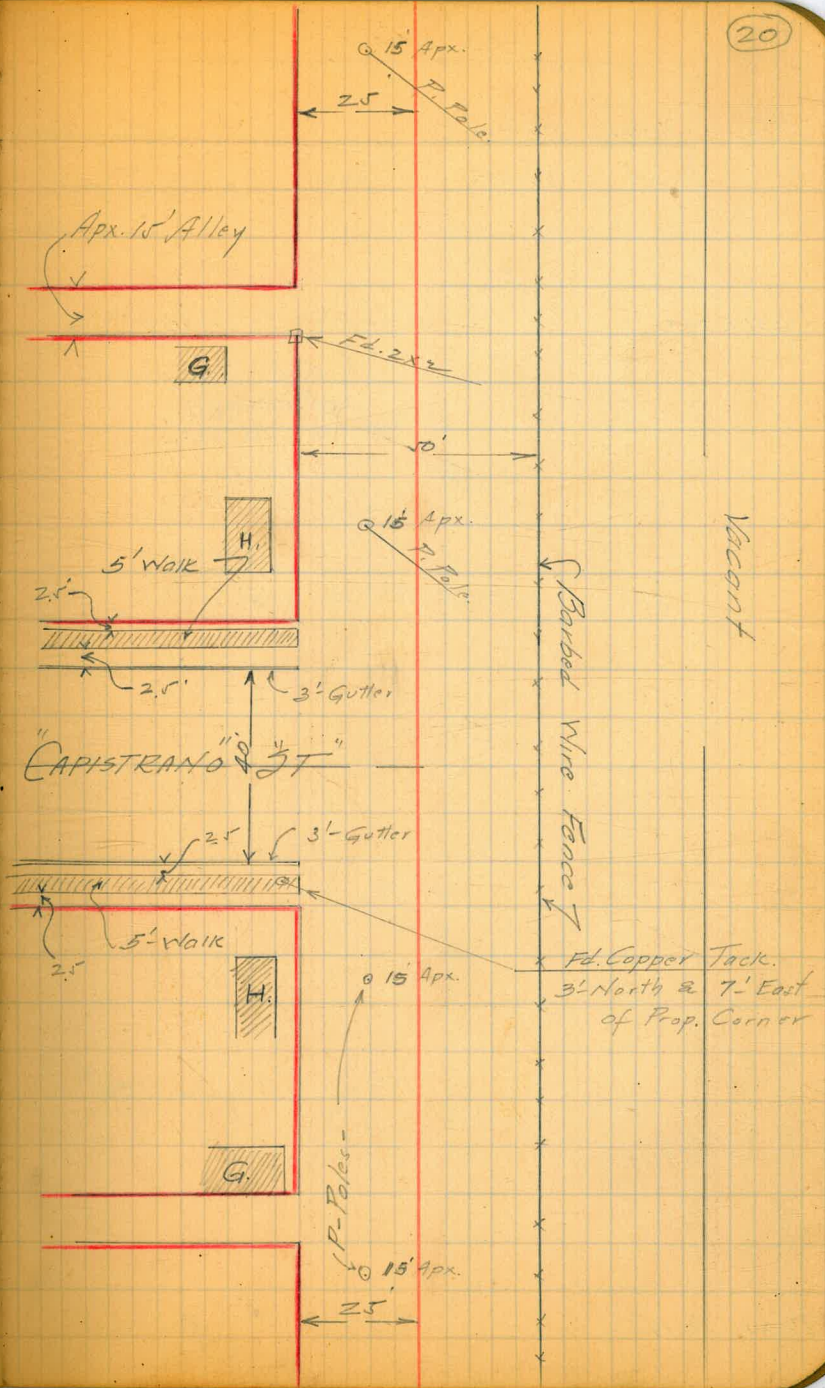 20
15' Apx.
25'
P. Pole.
Apx. 15' Alley
Fd. 2x2
G.
50'
15' Apx.
P. Pole.
H.
5' Walk
2.5'
2.5'
3'-Gutter
Vacant
Barbed Wire Fence
"CAPISTRANO" "ST"
40'
2.5
3'-Gutter
5'-Walk
2.5
Fd. Copper Tack.
3'-North & 7'-East
of Prop. Corner
15' Apx.
H.
G.
P-Poles-
15' Apx.
25'